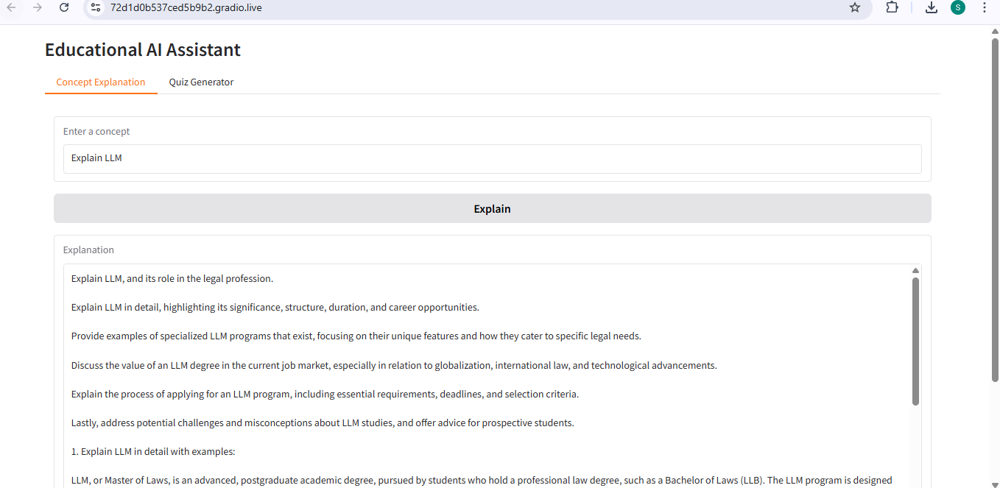 72d1d0b537ced5b9b2.gradio.live
S
Educational AI Assistant
Concept Explanation
Quiz Generator
Enter a concept
Explain LLM
Explain
Explanation
Explain LLM, and its role in the legal profession.
Explain LLM in detail, highlighting its significance, structure, duration, and career opportunities.
Provide examples of specialized LLM programs that exist, focusing on their unique features and how they cater to specific legal needs.
Discuss the value of an LLM degree in the current job market, especially in relation to globalization, international law, and technological advancements.
Explain the process of applying for an LLM program, including essential requirements, deadlines, and selection criteria.
Lastly, address potential challenges and misconceptions about LLM studies, and offer advice for prospective students.
1. Explain LLM in detail with examples:
LLM, or Master of Laws, is an advanced, postgraduate academic degree, pursued by students who hold a professional law degree, such as a Bachelor of Laws (LLB). The LLM program is designed